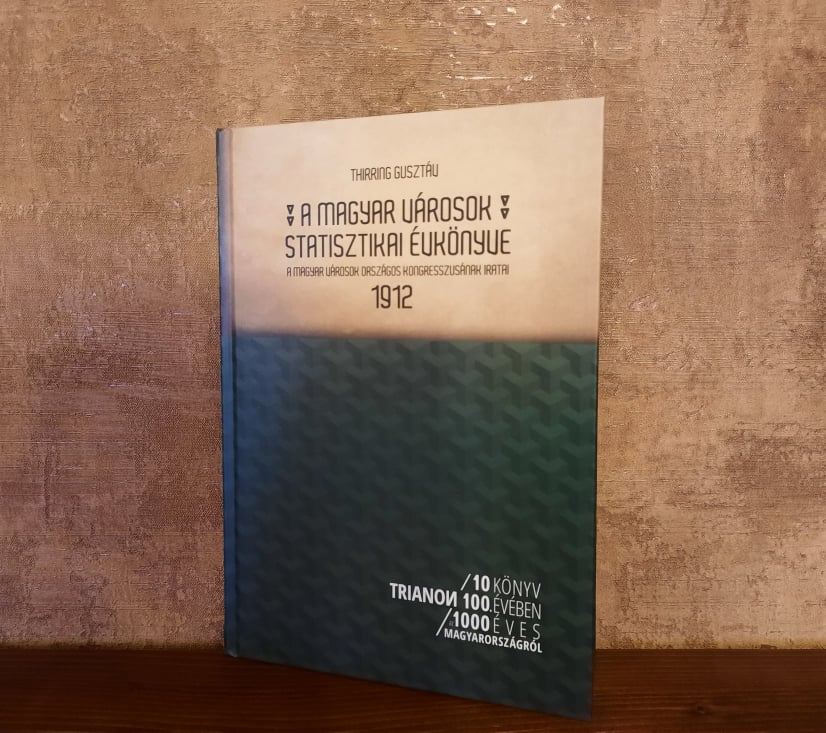 THIRRING GUSZTÁV
A MAGYAR VÁROSOK
STATISZTIKAI ÉVKÖNYVE
A MAGYAR VÁROSOK ORSZÁGOS KONGRESSZUSÁNAK IRATAI
1912
/10 KÖNYV
TRIANON 100. ÉVÉBEN
/AZ 1000 ÉVES
MAGYARORSZÁGRÓL